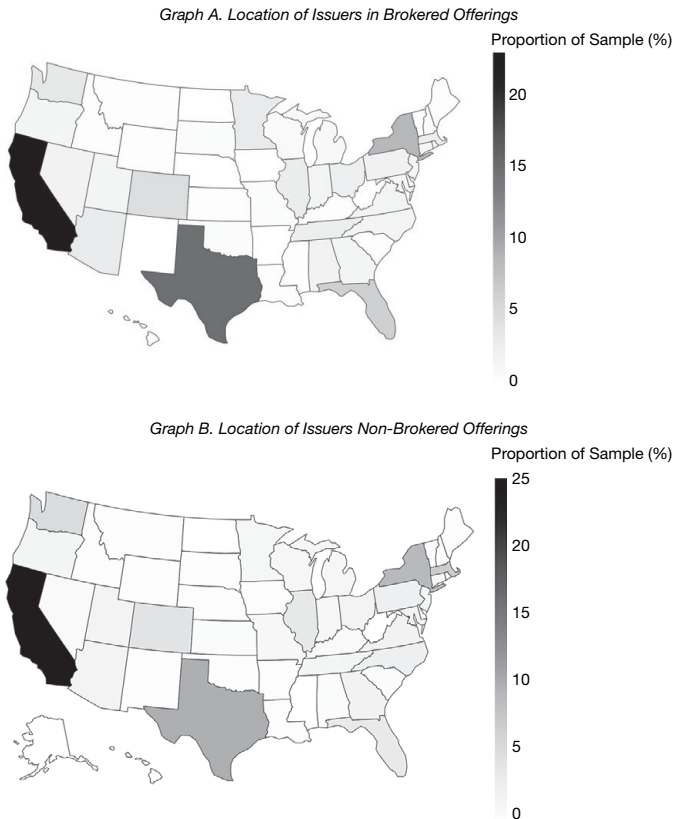 Graph A. Location of Issuers in Brokered Offerings
Proportion of Sample (%)
20
15
10
5
0
Graph B. Location of Issuers Non-Brokered Offerings
Proportion of Sample (%)
25
20
15
10
5
0